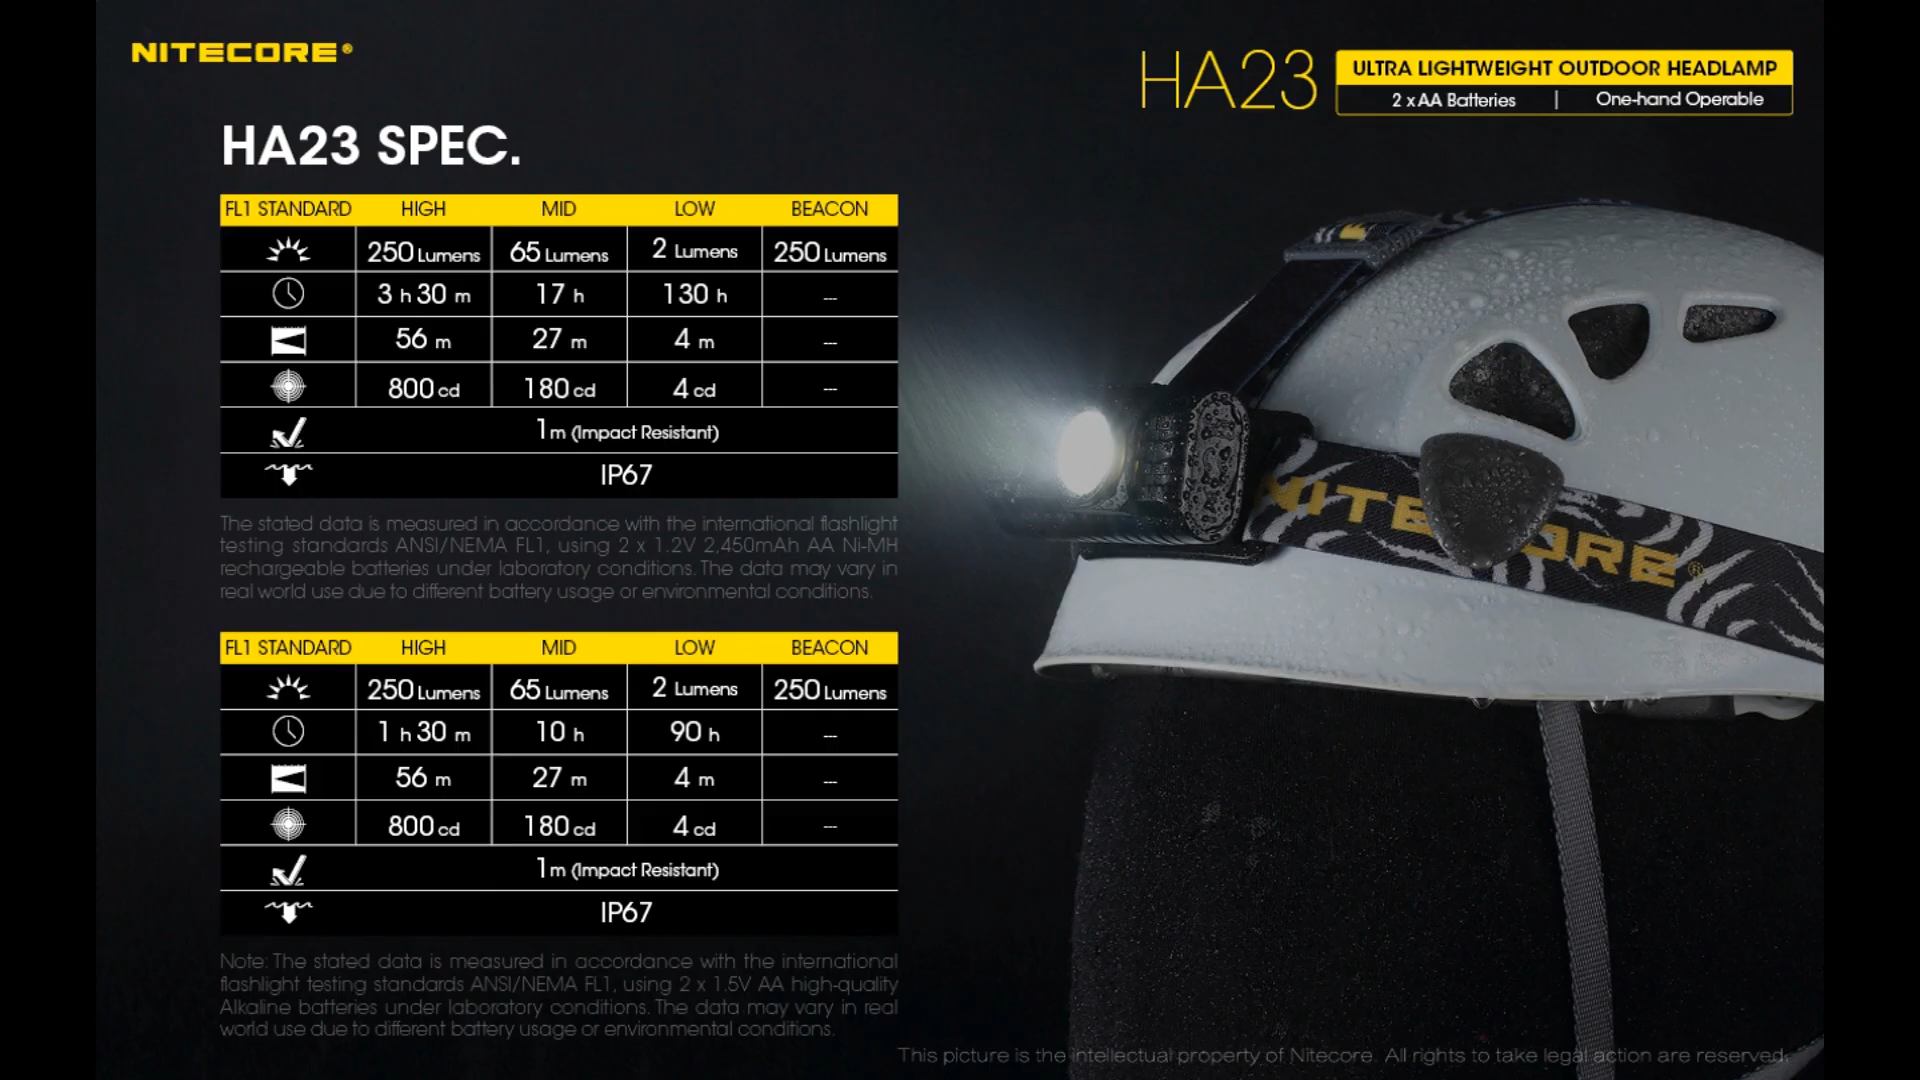 NITECORE®
HA23
ULTRA LIGHTWEIGHT OUTDOOR HEADLAMP
2 x AA Batteries | One-hand Operable
HA23 SPEC.
FL1 STANDARD HIGH MID LOW BEACON
250 Lumens 65 Lumens 2 Lumens 250 Lumens
3 h 30 m 17 h 130 h ---
56 m 27 m 4 m ---
800 cd 180 cd 4 cd ---
1 m (Impact Resistant)
IP67
The stated data is measured in accordance with the international flashlight
testing standards ANSI/NEMA FL1, using 2 x 1.2V 2,450mAh AA Ni-MH
rechargeable batteries under laboratory conditions. The data may vary in
real world use due to different battery usage or environmental conditions.
FL1 STANDARD HIGH MID LOW BEACON
250 Lumens 65 Lumens 2 Lumens 250 Lumens
1 h 30 m 10 h 90 h ---
56 m 27 m 4 m ---
800 cd 180 cd 4 cd ---
1 m (Impact Resistant)
IP67
Note: The stated data is measured in accordance with the international
flashlight testing standards ANSI/NEMA FL1, using 2 x 1.5V AA high-quality
Alkaline batteries under laboratory conditions. The data may vary in real
world use due to different battery usage or environmental conditions.
NITE ORE®
This picture is the intellectual property of Nitecore. All rights to take legal action are reserved.